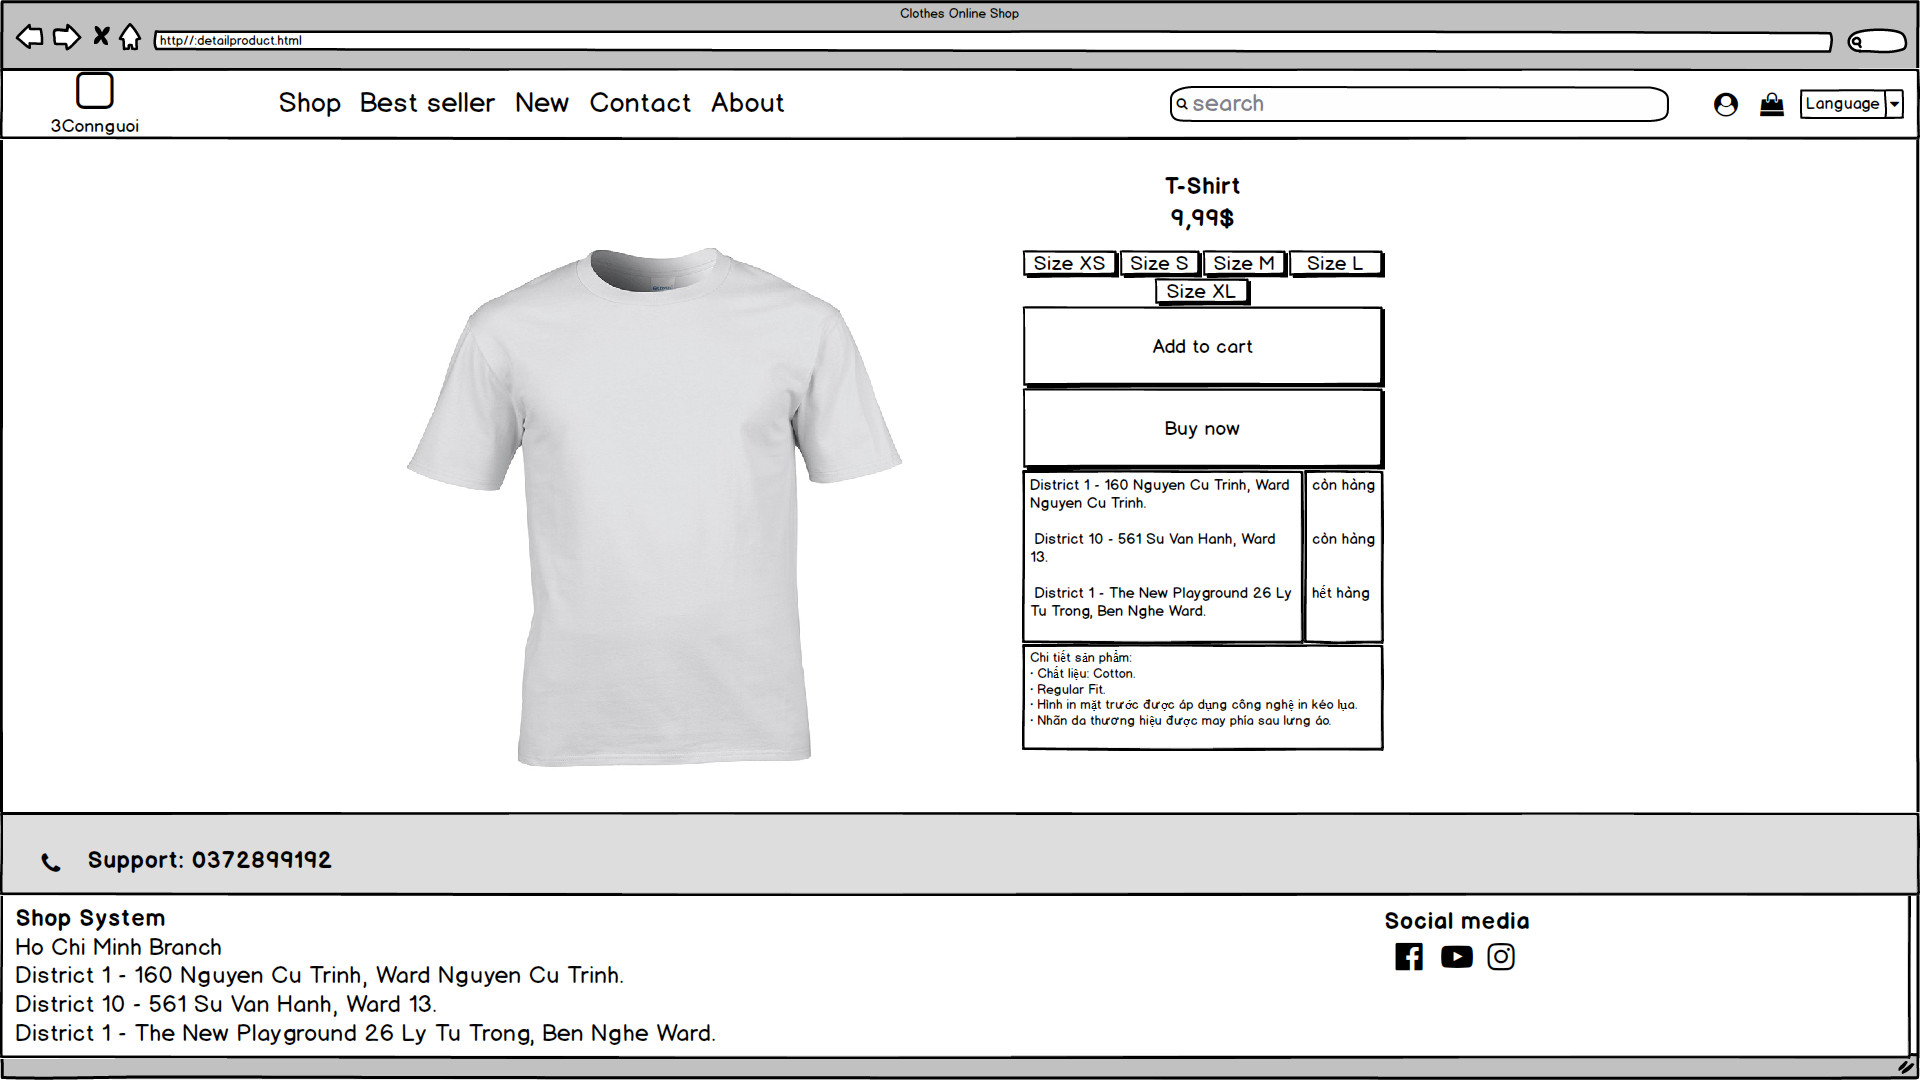 Clothes Online Shop
http//:detailproduct.html
3Connguoi
Shop Best seller New Contact About
search
Language
T-Shirt
9,99$
Size XS Size S Size M Size L
Size XL
Add to cart
Buy now
District 1 - 160 Nguyen Cu Trinh, Ward
Nguyen Cu Trinh.
còn hàng
District 10 - 561 Su Van Hanh, Ward
13.
còn hàng
District 1 - The New Playground 26 Ly
Tu Trong, Ben Nghe Ward.
hết hàng
Chi tiết sản phẩm:
• Chất liệu: Cotton.
• Regular Fit.
• Hình in mặt trước được áp dụng công nghệ in kéo lụa.
• Nhãn da thương hiệu được may phía sau lưng áo.
Support: 0372899192
Shop System
Ho Chi Minh Branch
District 1 - 160 Nguyen Cu Trinh, Ward Nguyen Cu Trinh.
District 10 - 561 Su Van Hanh, Ward 13.
District 1 - The New Playground 26 Ly Tu Trong, Ben Nghe Ward.
Social media